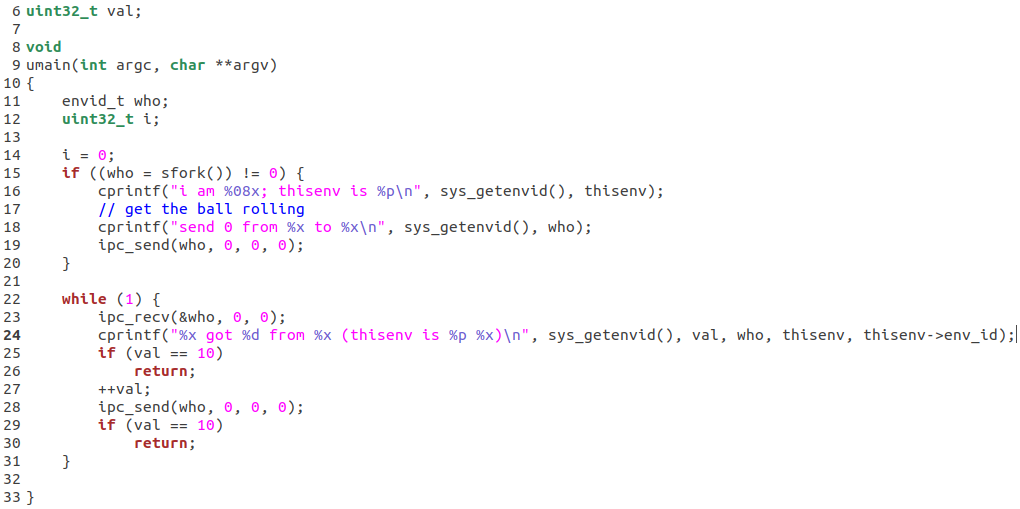 6 uint32_t val;
7
8 void
9 umain(int argc, char **argv)
10 {
11     envid_t who;
12     uint32_t i;
13
14     i = 0;
15     if ((who = sfork()) != 0) {
16         cprintf("i am %08x; thisenv is %p\n", sys_getenvid(), thisenv);
17         // get the ball rolling
18         cprintf("send 0 from %x to %x\n", sys_getenvid(), who);
19         ipc_send(who, 0, 0, 0);
20     }
21
22     while (1) {
23         ipc_recv(&who, 0, 0);
24         cprintf("%x got %d from %x (thisenv is %p %x)\n", sys_getenvid(), val, who, thisenv, thisenv->env_id);
25         if (val == 10)
26             return;
27         ++val;
28         ipc_send(who, 0, 0, 0);
29         if (val == 10)
30             return;
31     }
32
33 }